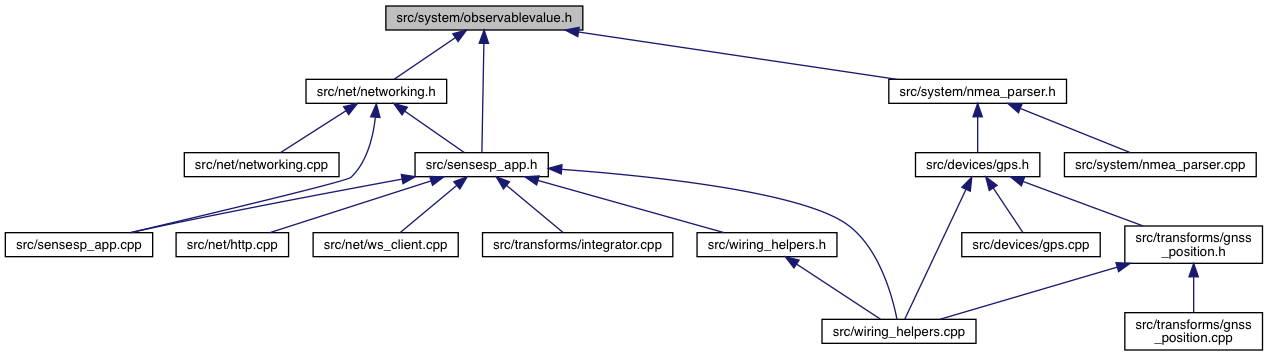 src/system/observablevalue.h
src/net/networking.h
src/system/nmea_parser.h
src/net/networking.cpp
src/sensesp_app.h
src/devices/gps.h
src/system/nmea_parser.cpp
src/sensesp_app.cpp
src/net/http.cpp
src/net/ws_client.cpp
src/transforms/integrator.cpp
src/wiring_helpers.h
src/devices/gps.cpp
src/transforms/gnss
_position.h
src/wiring_helpers.cpp
src/transforms/gnss
_position.cpp